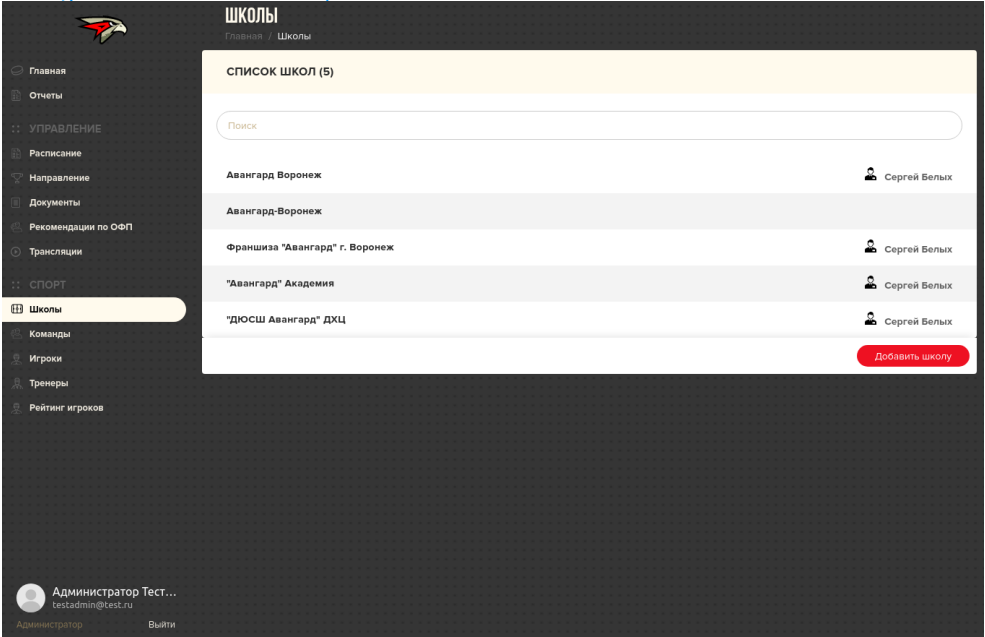 ШКОЛЫ
Главная / Школы
Главная
Отчеты
УПРАВЛЕНИЕ
Расписание
Направление
Документы
Рекомендации по ОФП
Трансляции
СПОРТ
Школы
Команды
Игроки
Тренеры
Рейтинг игроков
Администратор Тест...
testadmin@test.ru
Администратор Выйти
СПИСОК ШКОЛ (5)
Поиск
Авангард Воронеж Сергей Белых
Авангард-Воронеж
Франшиза "Авангард" г. Воронеж Сергей Белых
"Авангард" Академия Сергей Белых
"ДЮСШ Авангард" ДХЦ Сергей Белых
Добавить школу